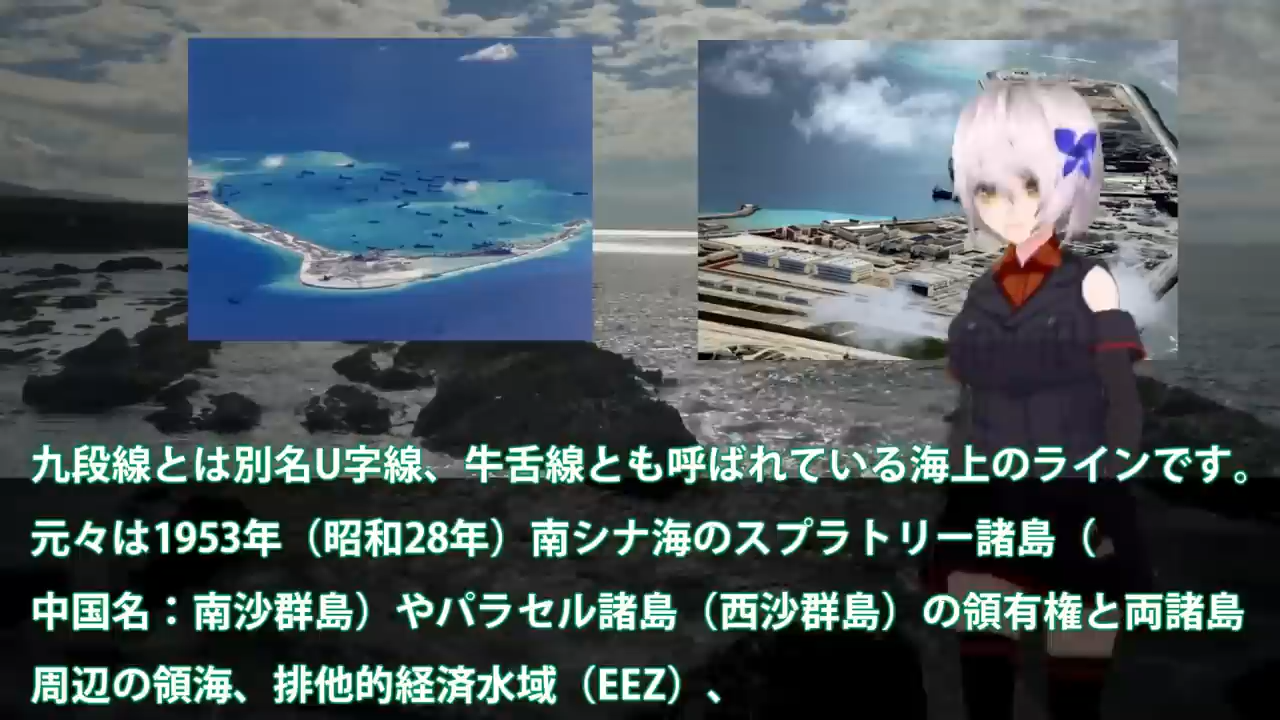 九段線とは別名U字線、牛舌線とも呼ばれている海上のラインです。
元々は1953年（昭和28年）南シナ海のスプラトリー諸島（
中国名：南沙群島）やパラセル諸島（西沙群島）の領有権と両諸島
周辺の領海、排他的経済水域（EEZ）、